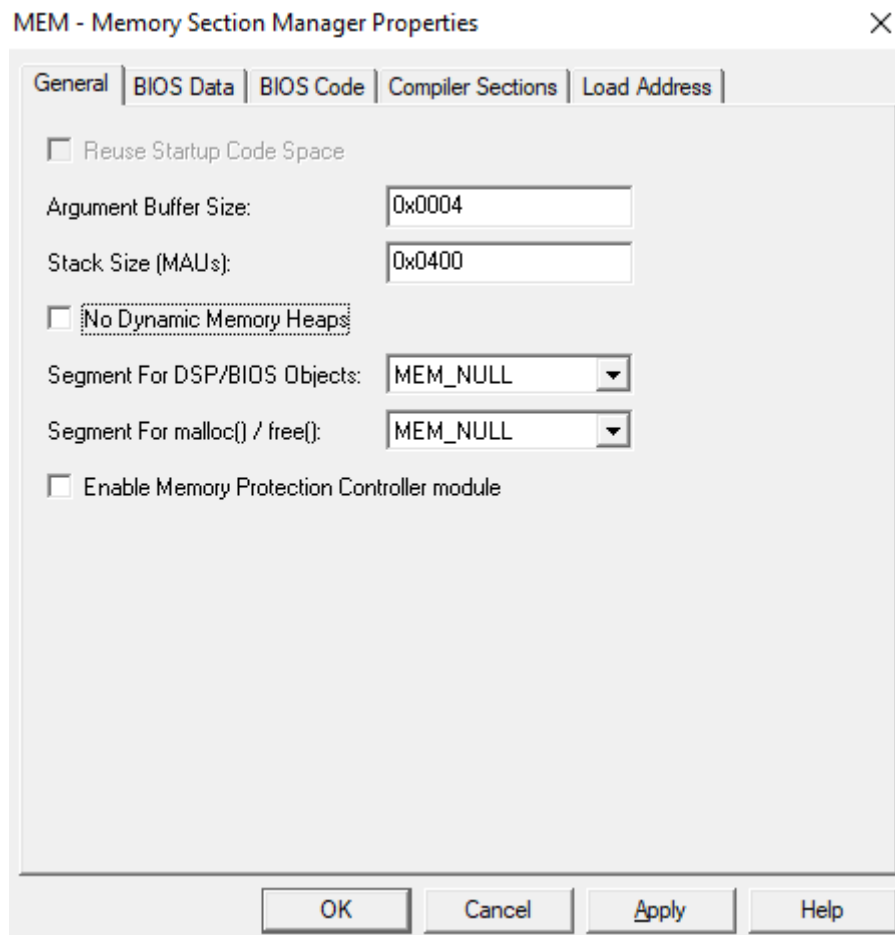 MEM - Memory Section Manager Properties
General BIOS Data BIOS Code Compiler Sections Load Address
Reuse Startup Code Space
Argument Buffer Size: 0x0004
Stack Size (MAUs): 0x0400
No Dynamic Memory Heaps
Segment For DSP/BIOS Objects: MEM_NULL
Segment For malloc() / free(): MEM_NULL
Enable Memory Protection Controller module
OK Cancel Apply Help